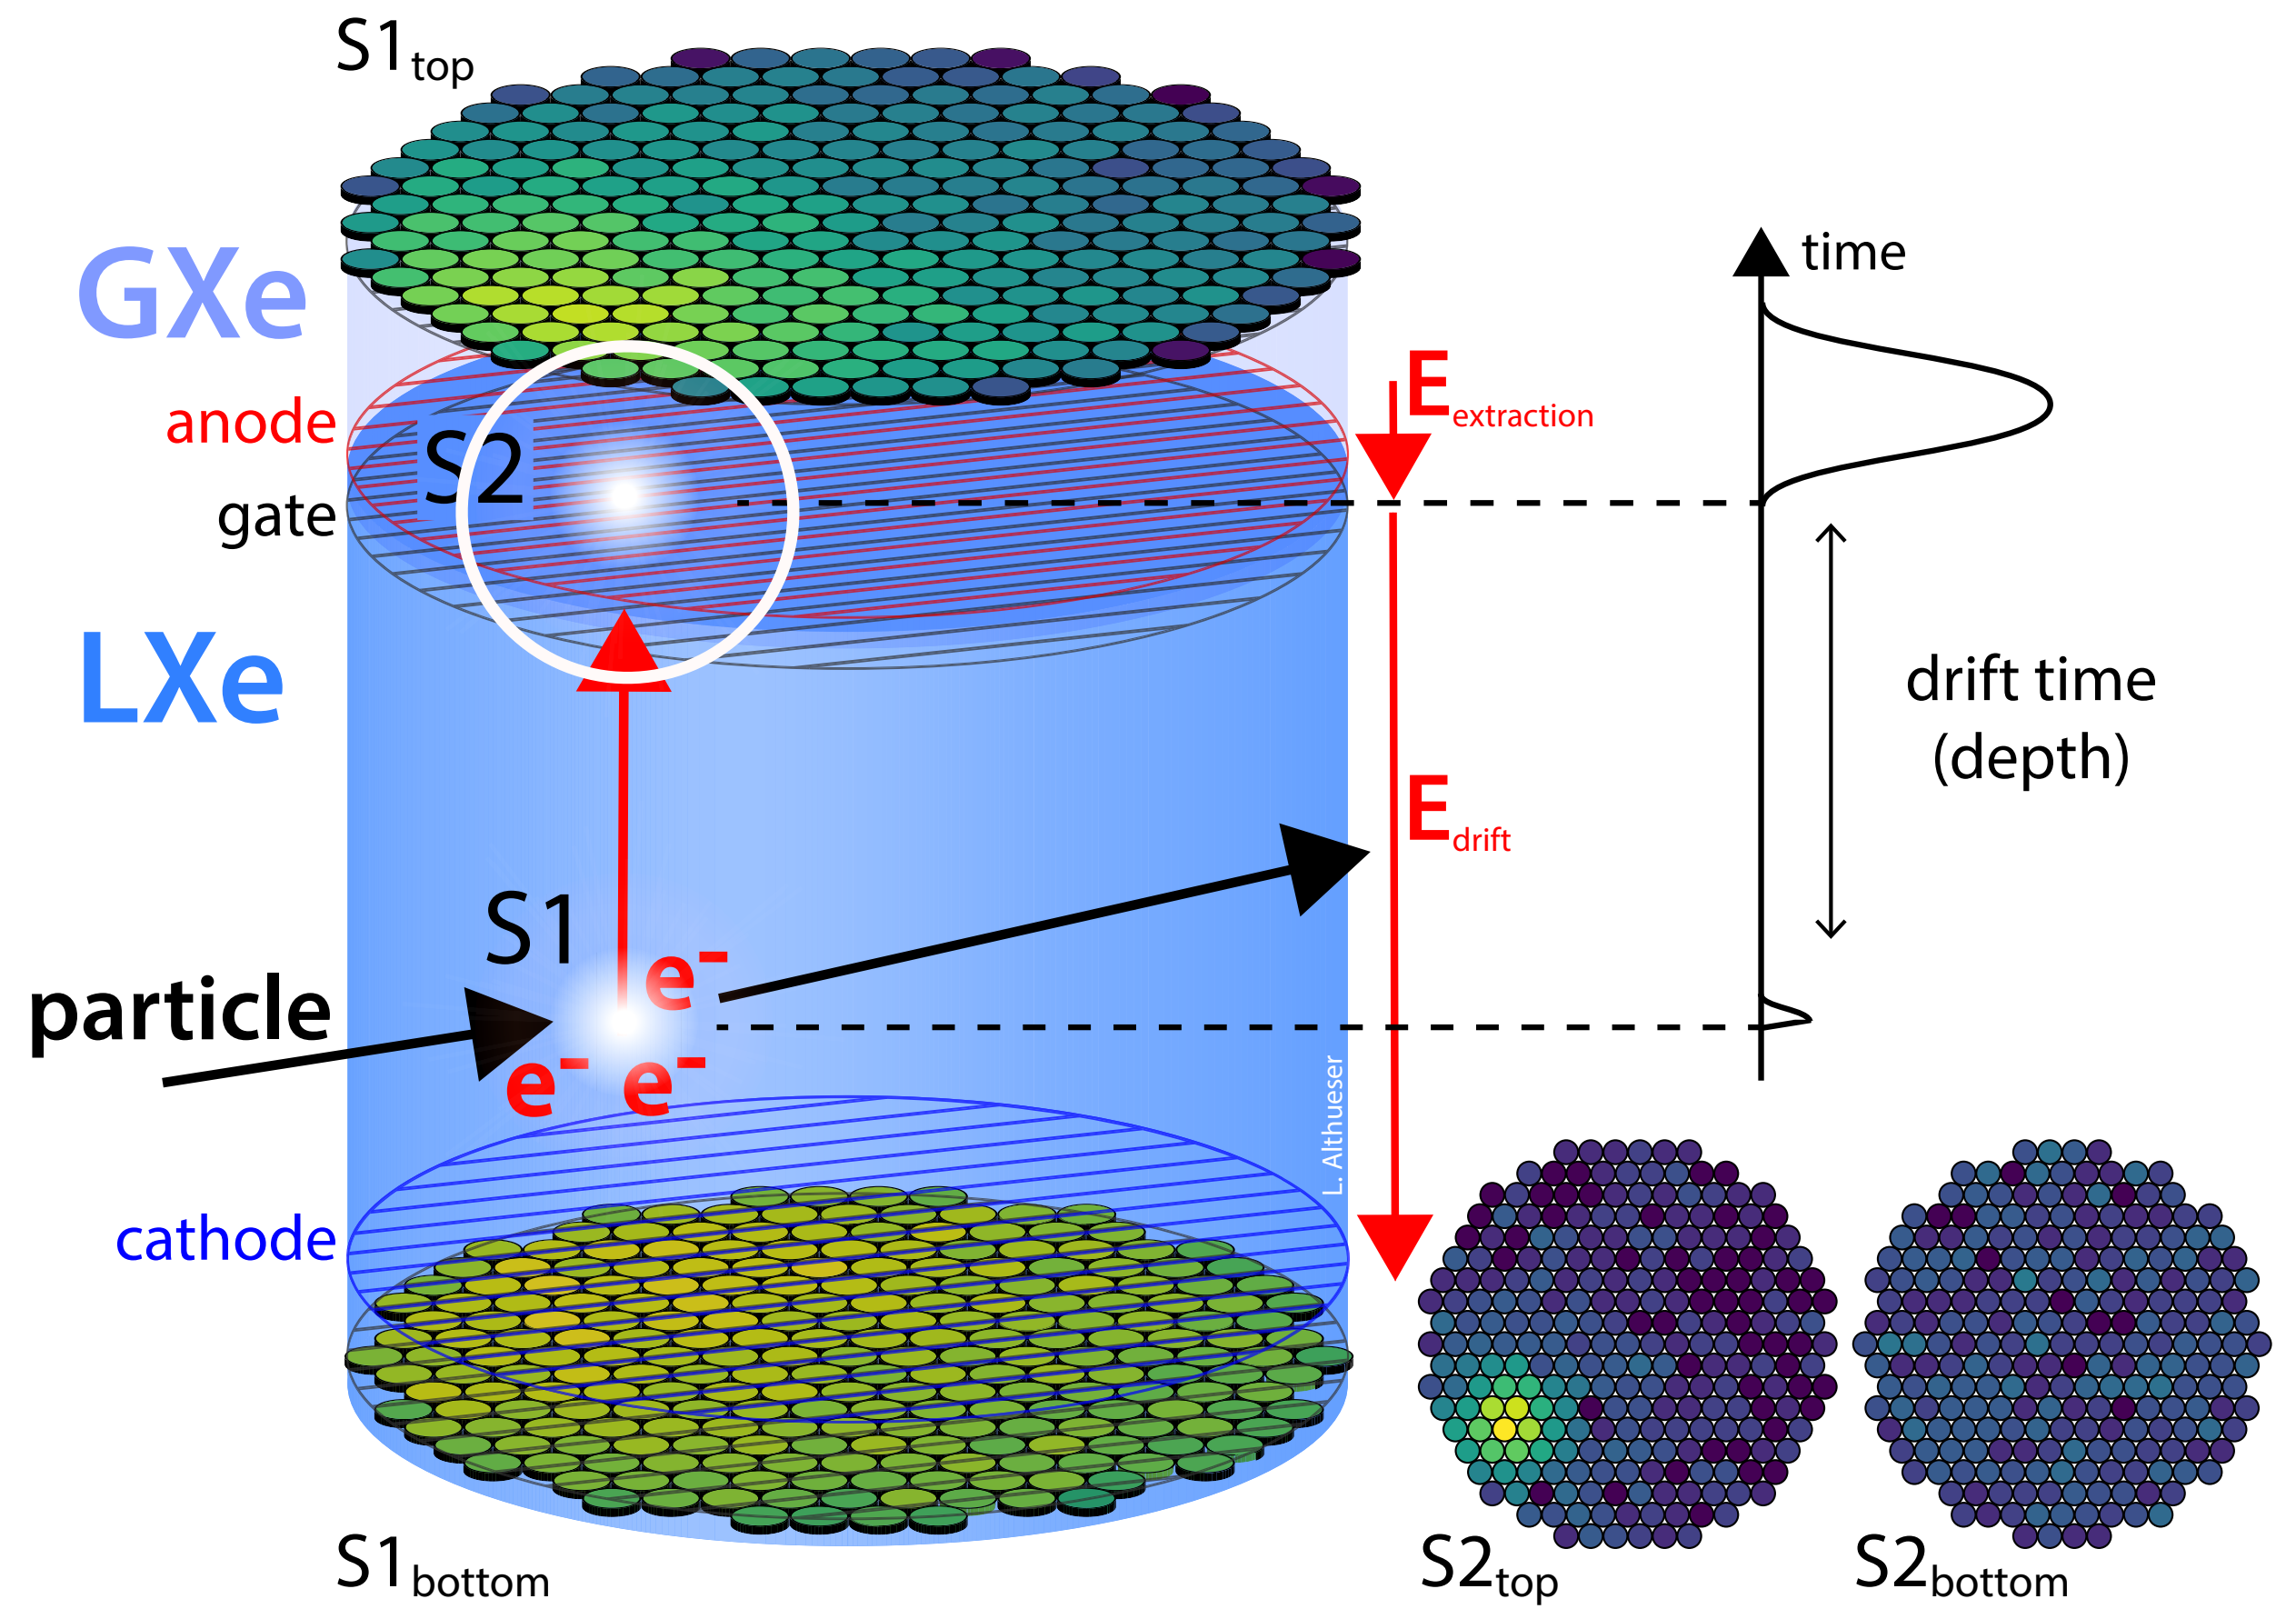 S1top
GXe
anode
gate
S2
Eextraction
time
LXe
drift time
(depth)
Edrift
S1
e-
particle
e- e-
L. Althueser
cathode
S1bottom
S2top
S2bottom